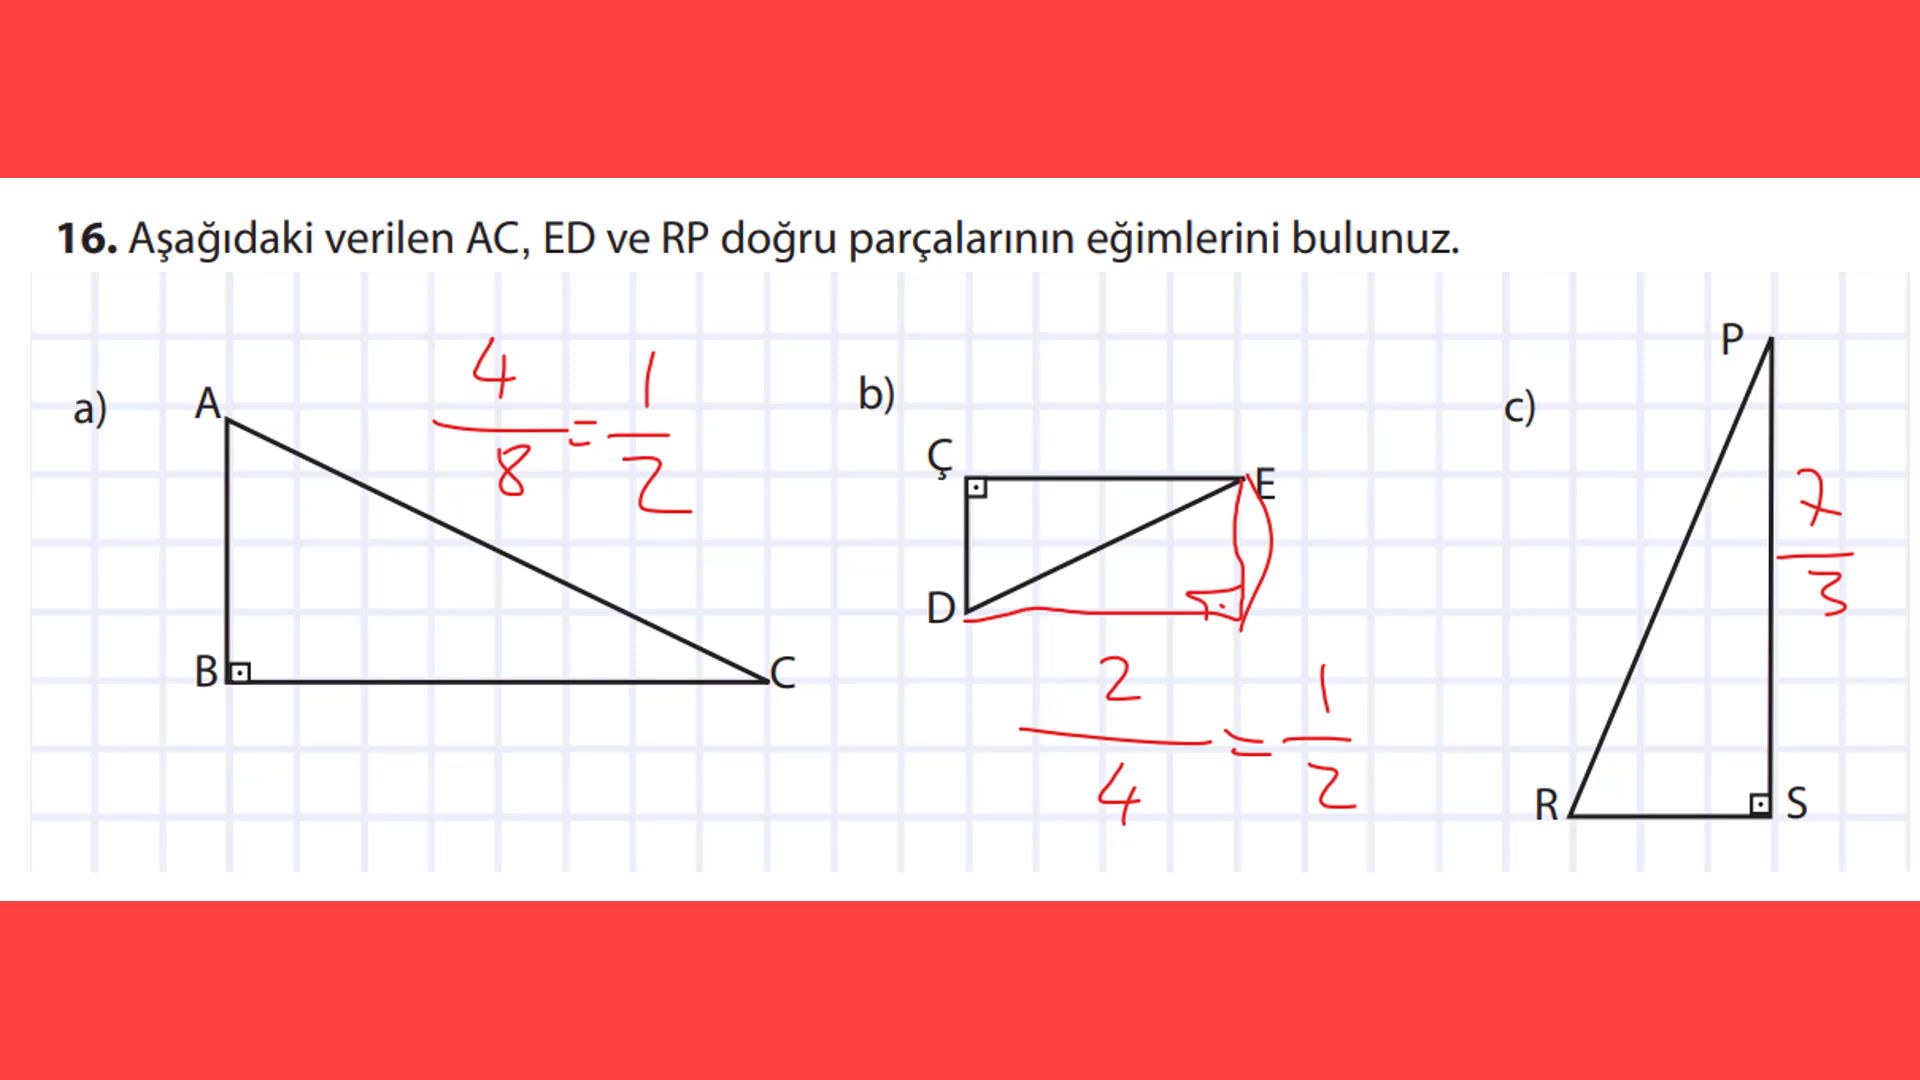 16. Aşağıdaki verilen AC, ED ve RP doğru parçalarının eğimlerini bulunuz.
a)
A
B
C
4/8 = 1/2
b)
Ç
E
D
2/4 = 1/2
c)
P
R
S
7/3